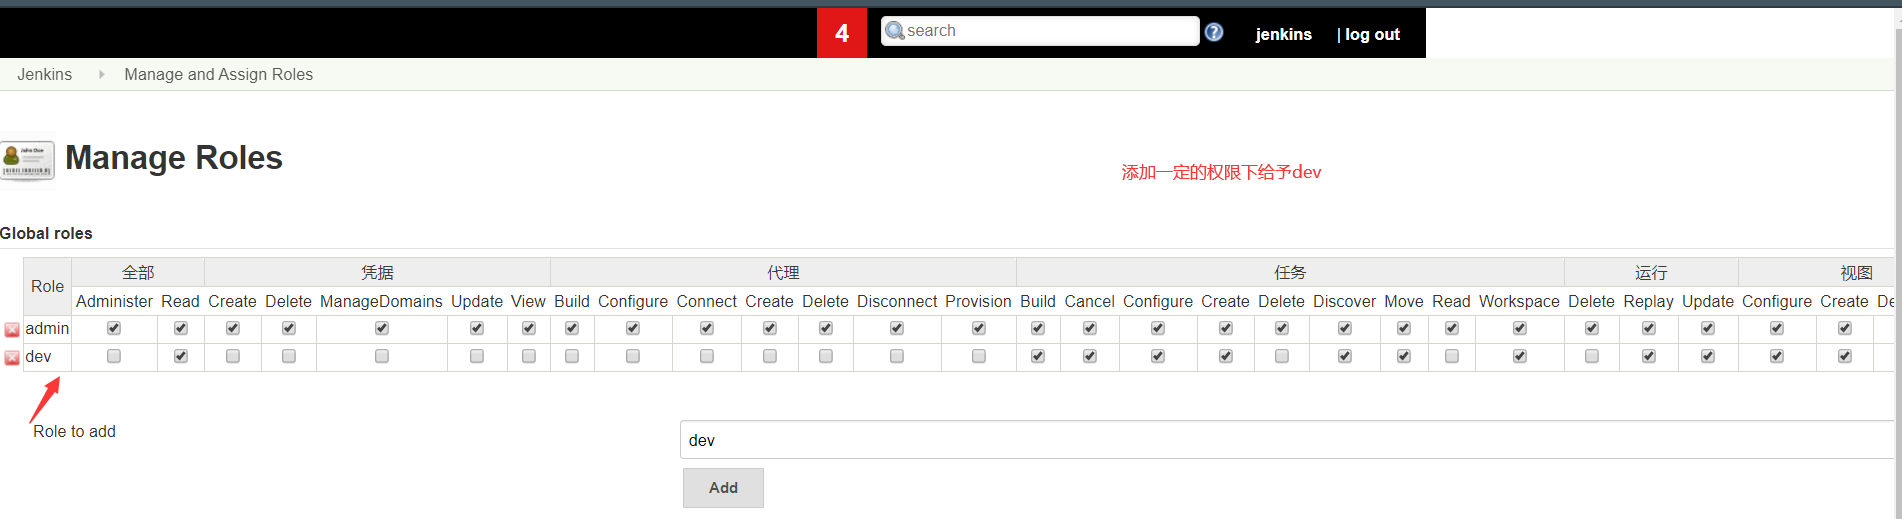 4 search jenkins | log out
Jenkins Manage and Assign Roles
Manage Roles
添加一定的权限下给予dev
Global roles
Role 全部 凭据 代理 任务 运行 视图
Administer Read Create Delete ManageDomains Update View Build Configure Connect Create Delete Disconnect Provision Build Cancel Configure Create Delete Discover Move Read Workspace Delete Replay Update Configure Create De
admin
dev
Role to add dev
Add